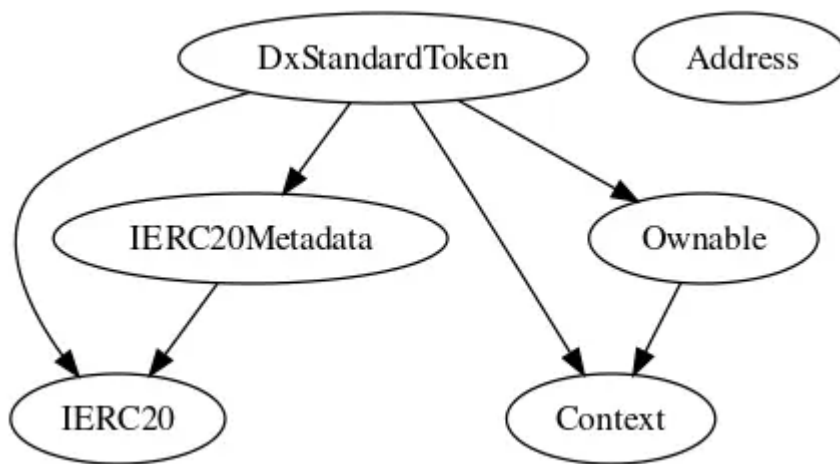 DxStandardToken
Address
IERC20Metadata
Ownable
IERC20
Context